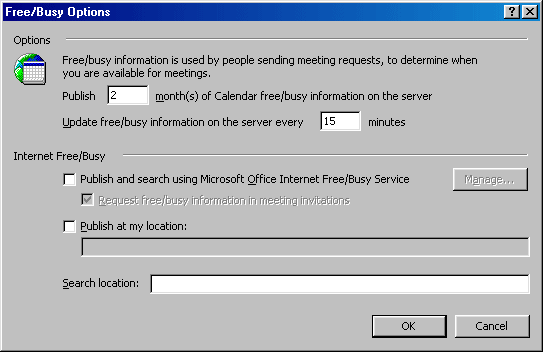 Free/Busy Options
Options
Free/busy information is used by people sending meeting requests, to determine when
you are available for meetings.
Publish 2 month(s) of Calendar free/busy information on the server
Update free/busy information on the server every 15 minutes
Internet Free/Busy
Publish and search using Microsoft Office Internet Free/Busy Service Manage...
Request free/busy information in meeting invitations
Publish at my location:
Search location:
OK Cancel